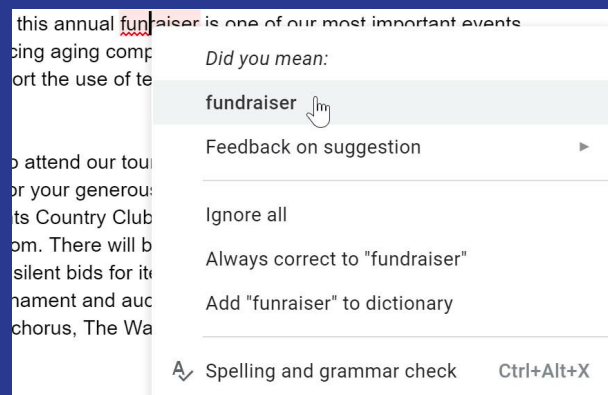 this annual funraiser is one of our most important events
cing aging comp
ort the use of te
o attend our tour
or your generous
ts Country Club
om. There will b
silent bids for ite
nament and auc
chorus, The Wa
Did you mean:
fundraiser
Feedback on suggestion
Ignore all
Always correct to "fundraiser"
Add "funraiser" to dictionary
Spelling and grammar check Ctrl+Alt+X